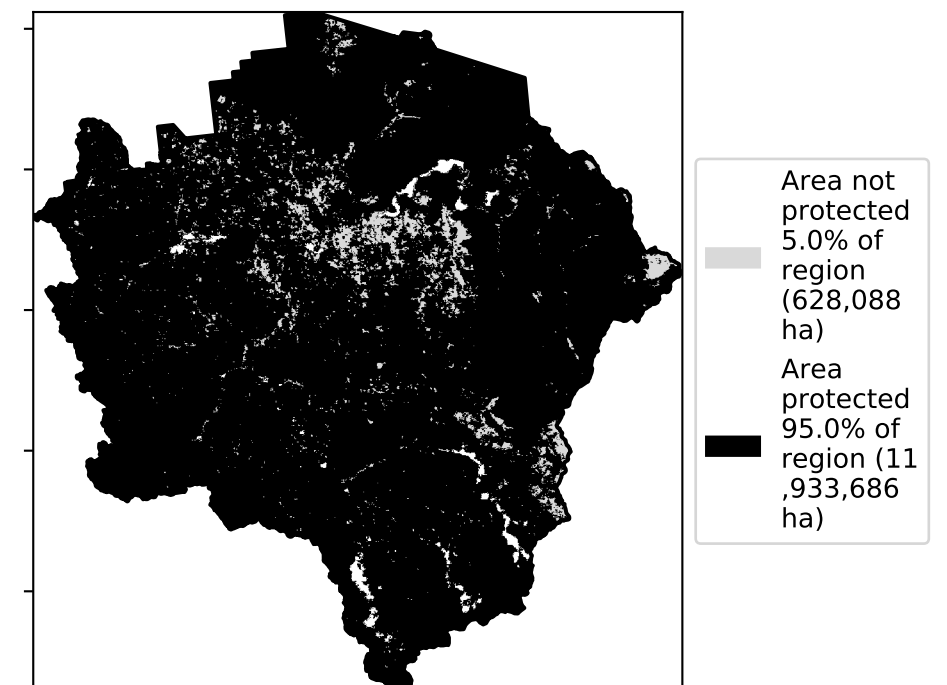 Area not
protected
5.0% of
region
(628,088
ha)
Area
protected
95.0% of
region (11
,933,686
ha)